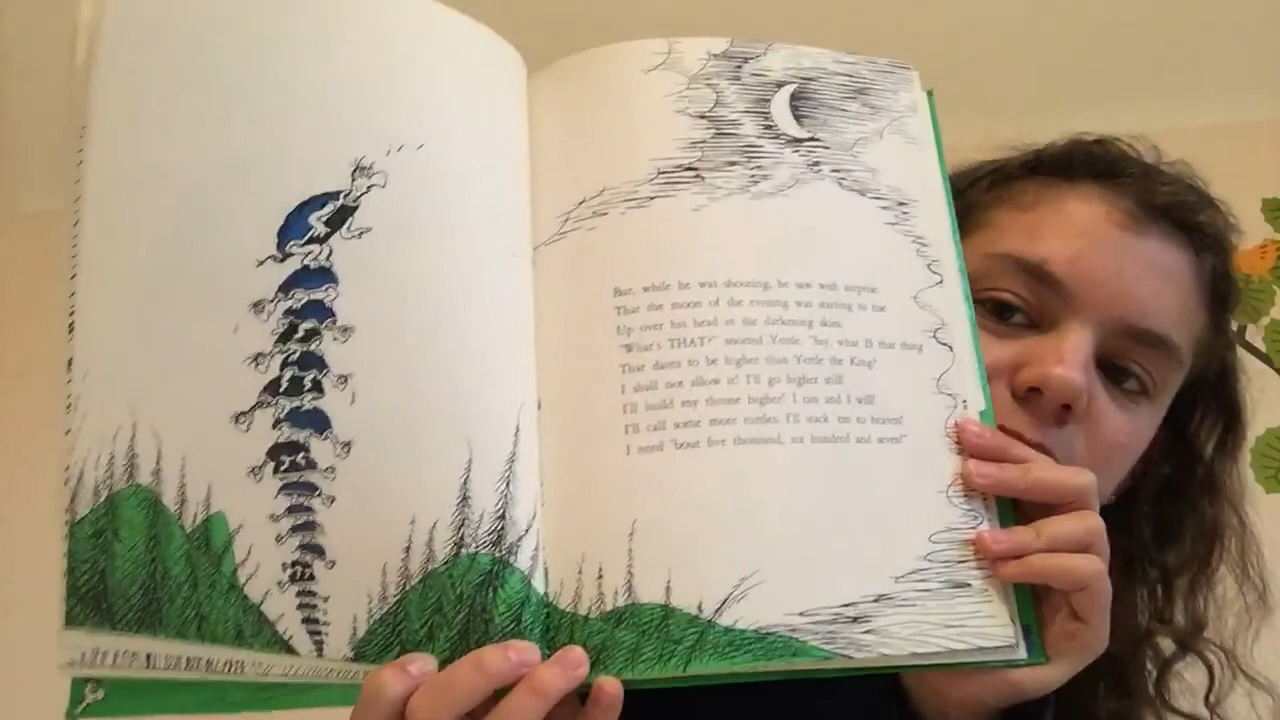 But, while he was shouting, he saw with surprise
That the moon of the evening was starting to rise
Up over his head in the darkening skies.
"What's THAT?" snorted Yertle. "Say, what IS that thing
That dares to be higher than Yertle the King?
I shall not allow it! I'll go higher still!
I'll build my throne higher! I can and I will!
I'll call some more turtles. I'll stack 'em to heaven!
I need 'bout five thousand, six hundred and seven!"